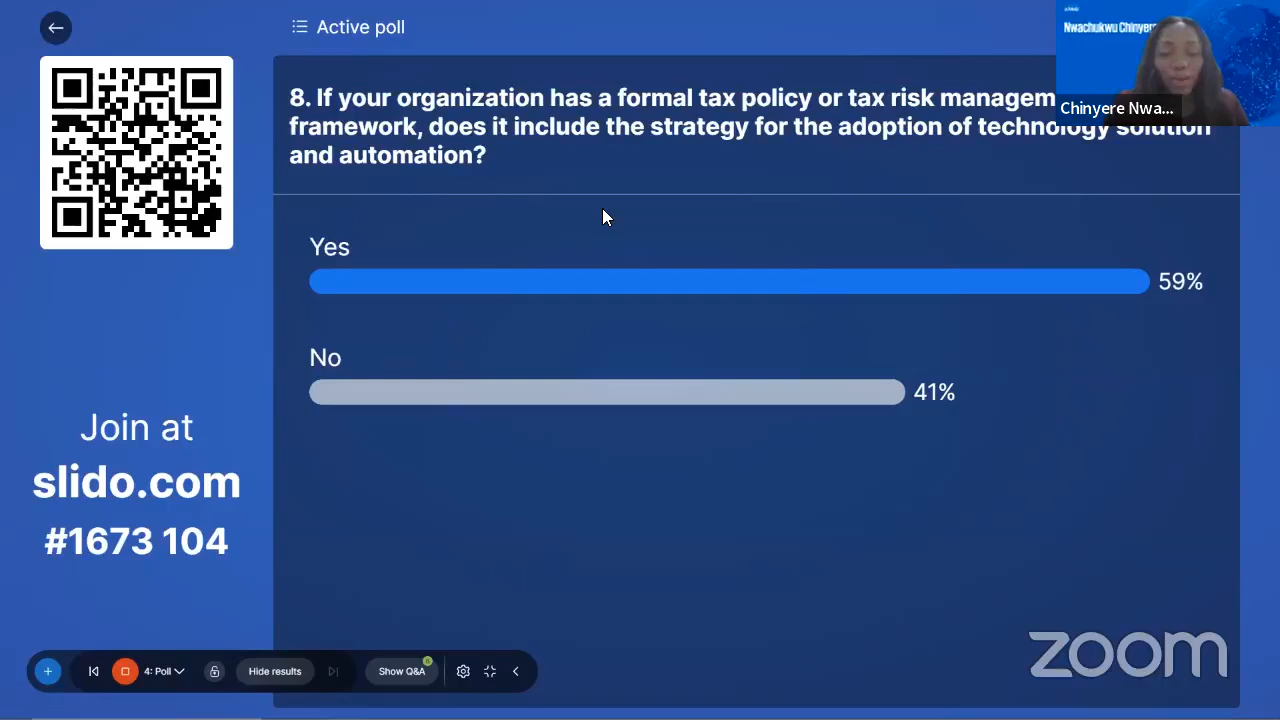 Active poll
Nwachukwu Chinyere
Chinyere Nwa...
8. If your organization has a formal tax policy or tax risk managem
framework, does it include the strategy for the adoption of technology solution
and automation?
Yes
59%
No
41%
Join at
slido.com
#1673 104
4: Poll
Hide results
Show Q&A
6
zoom